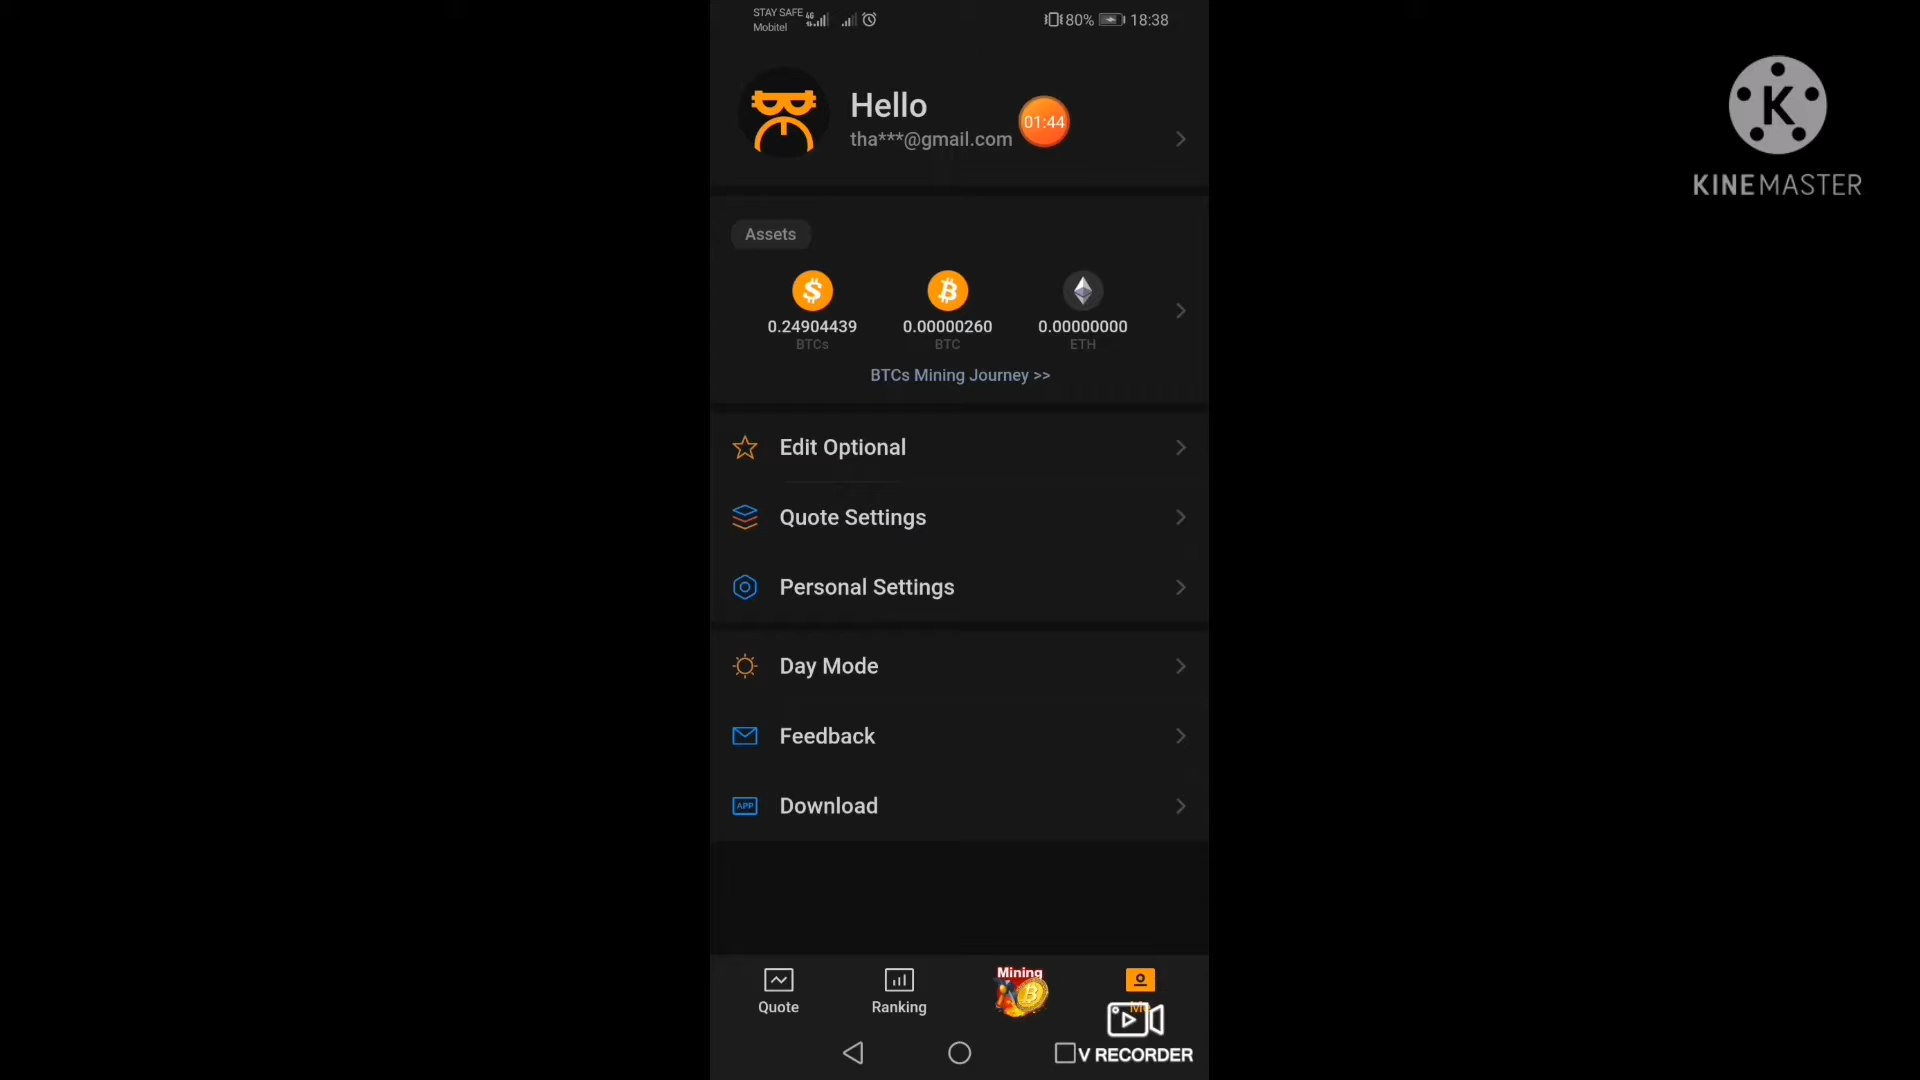 STAY SAFE
Mobitel
4G
80% 18:38
Hello
tha***@gmail.com
01:44
K
KINEMASTER
Assets
0.24904439
BTCs
0.00000260
BTC
0.00000000
ETH
BTCs Mining Journey >>
Edit Optional
Quote Settings
Personal Settings
Day Mode
Feedback
APP
Download
Quote
Ranking
Mining
V RECORDER